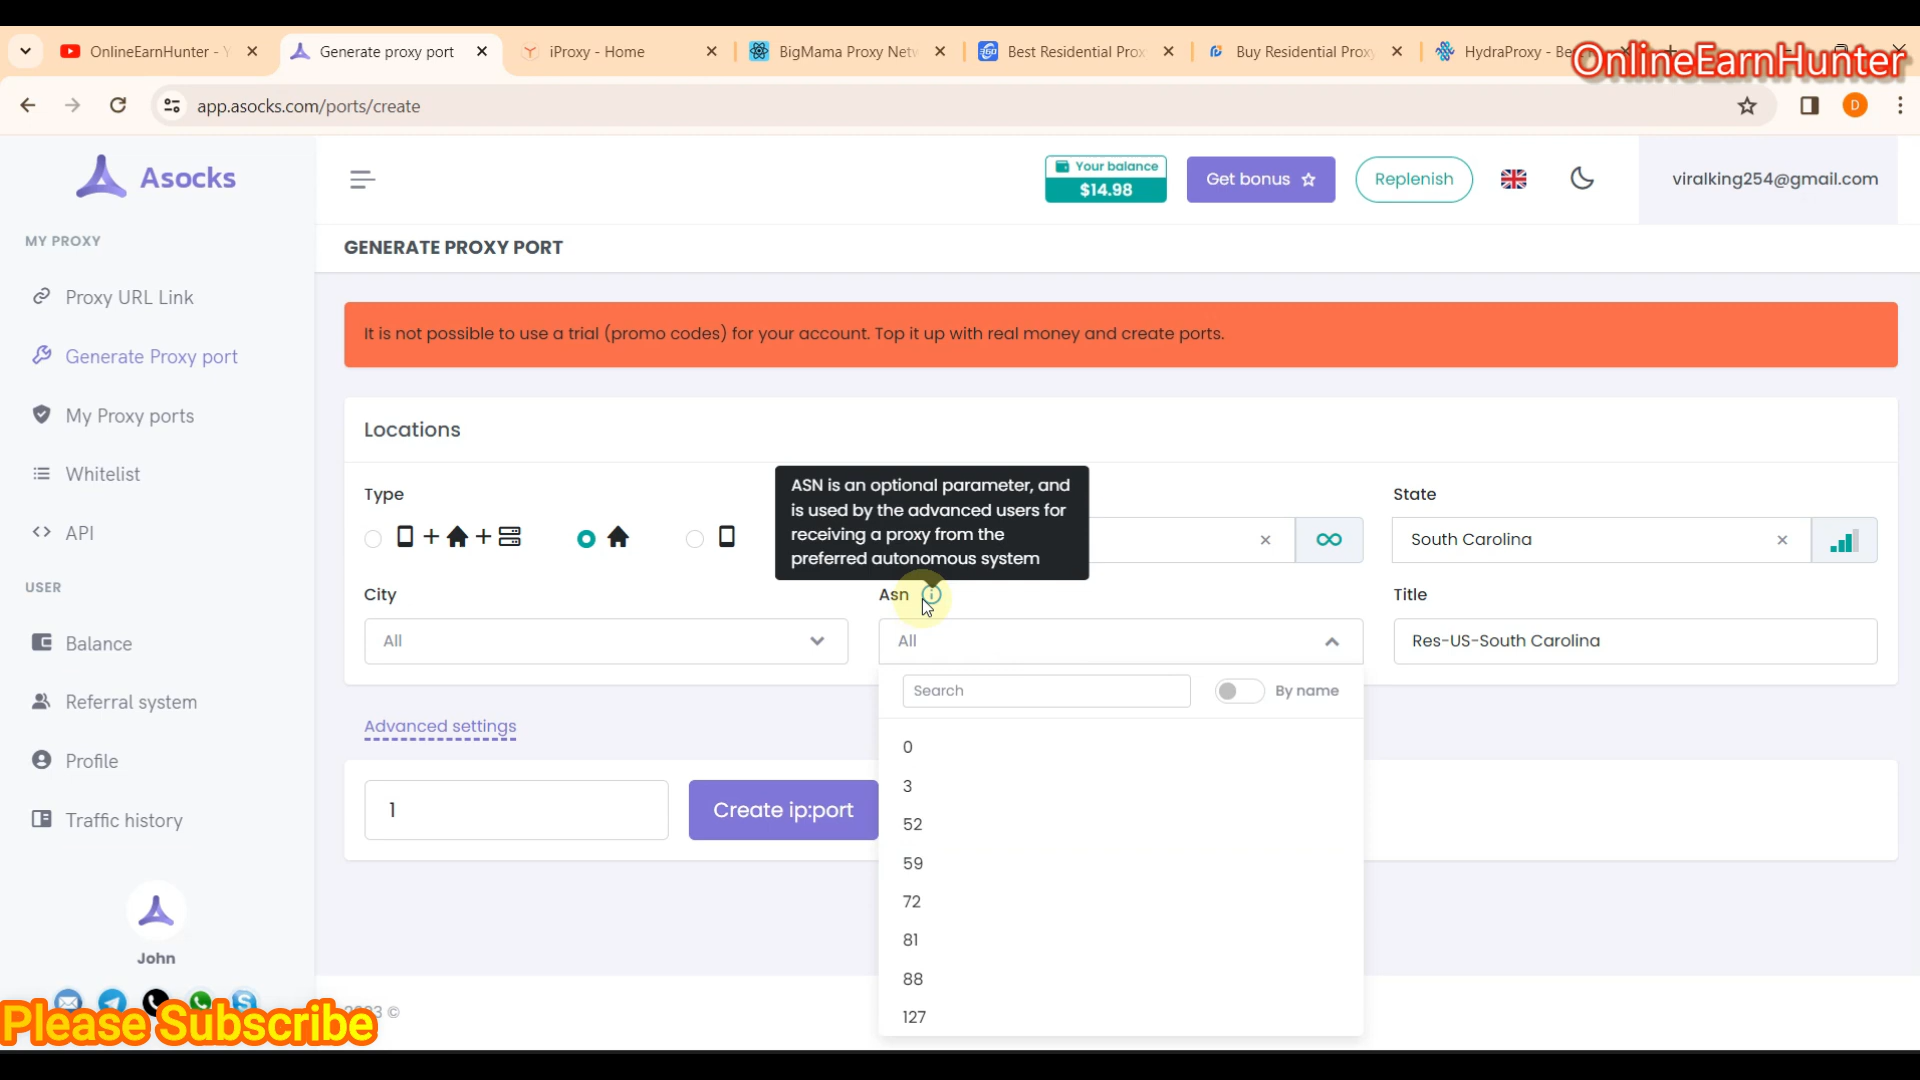 OnlineEarnHunter - Y
Generate proxy port
iProxy - Home
BigMama Proxy Netw
Best Residential Prox
Buy Residential Proxy
HydraProxy - Be
OnlineEarnHunter
app.asocks.com/ports/create
D
Asocks
Your balance
$14.98
Get bonus
Replenish
viralking254@gmail.com
MY PROXY
Proxy URL Link
Generate Proxy port
My Proxy ports
Whitelist
API
USER
Balance
Referral system
Profile
Traffic history
John
Please Subscribe
GENERATE PROXY PORT
It is not possible to use a trial (promo codes) for your account. Top it up with real money and create ports.
Locations
Type
ASN is an optional parameter, and
is used by the advanced users for
receiving a proxy from the
preferred autonomous system
State
South Carolina
City
All
Asn
All
Title
Res-US-South Carolina
Search
By name
0
3
52
59
72
81
88
127
Advanced settings
1
Create ip:port
©